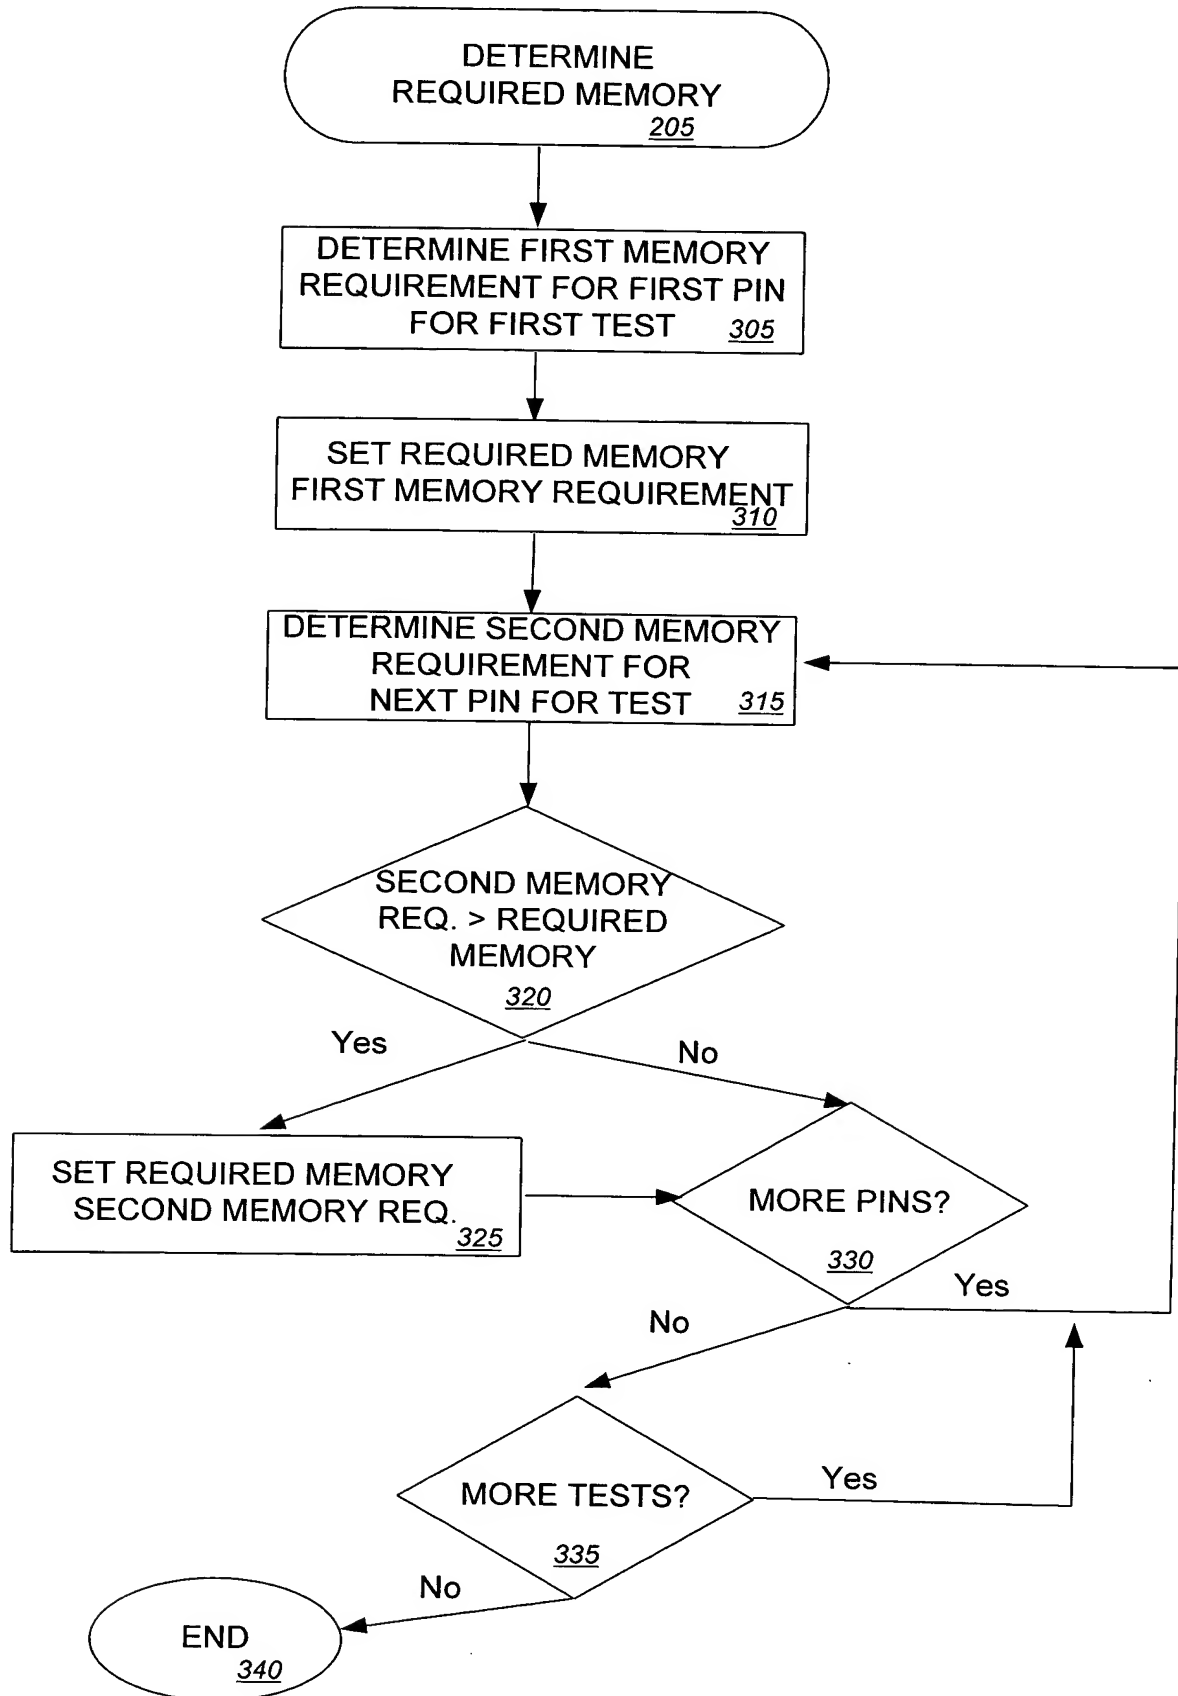 DETERMINE
REQUIRED MEMORY
205
DETERMINE FIRST MEMORY
REQUIREMENT FOR FIRST PIN
FOR FIRST TEST 305
SET REQUIRED MEMORY
FIRST MEMORY REQUIREMENT
310
DETERMINE SECOND MEMORY
REQUIREMENT FOR
NEXT PIN FOR TEST 315
SECOND MEMORY
REQ. > REQUIRED
MEMORY
320
Yes
No
SET REQUIRED MEMORY
SECOND MEMORY REQ.
325
MORE PINS?
330
Yes
No
MORE TESTS?
335
Yes
No
END
340